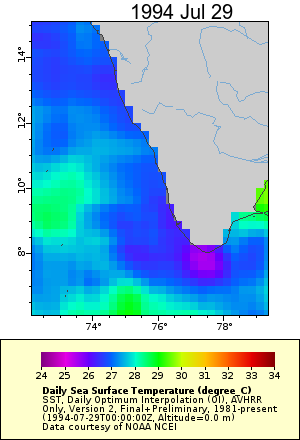 1994 Jul 29
14°
12°
10°
8°
74° 76° 78°
24 25 26 27 28 29 30 31 32 33 34
Daily Sea Surface Temperature (degree_C)
SST, Daily Optimum Interpolation (OI), AVHRR
Only, Version 2, Final+Preliminary, 1981-present
(1994-07-29T00:00:00Z, Altitude=0.0 m)
Data courtesy of NOAA NCEI